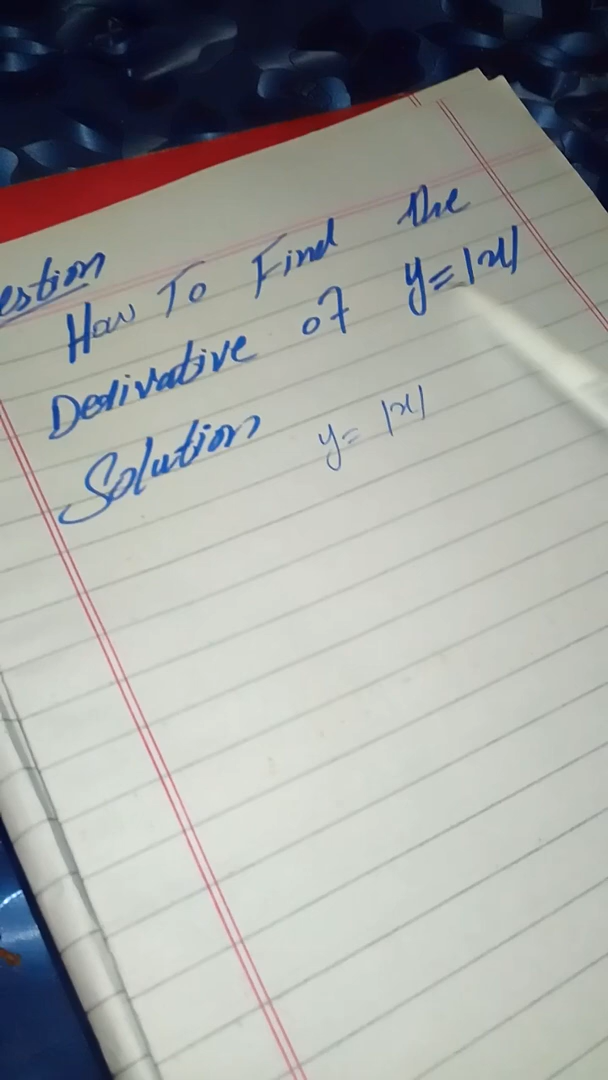 estion
How To Find the
Derivative of y=|x|
Solution y= |x|